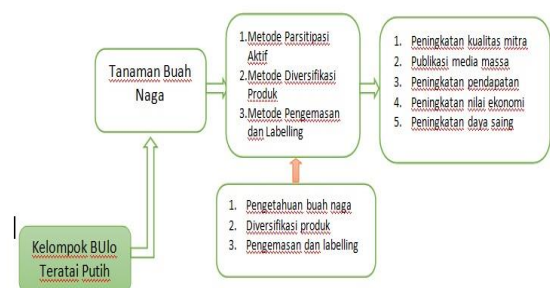 Tanaman Buah
Naga
1.Metode Parsitipasi
Aktif
2.Metode Diversifikasi
Produk
3.Metode Pengemasan
dan Labelling
1. Peningkatan kualitas mitra
2. Publikasi media massa
3. Peningkatan pendapatan
4. Peningkatan nilai ekonomi
5. Peningkatan daya saing
1. Pengetahuan buah naga
2. Diversifikasi produk
3. Pengemasan dan labelling
Kelompok BUlo
Teratai Putih